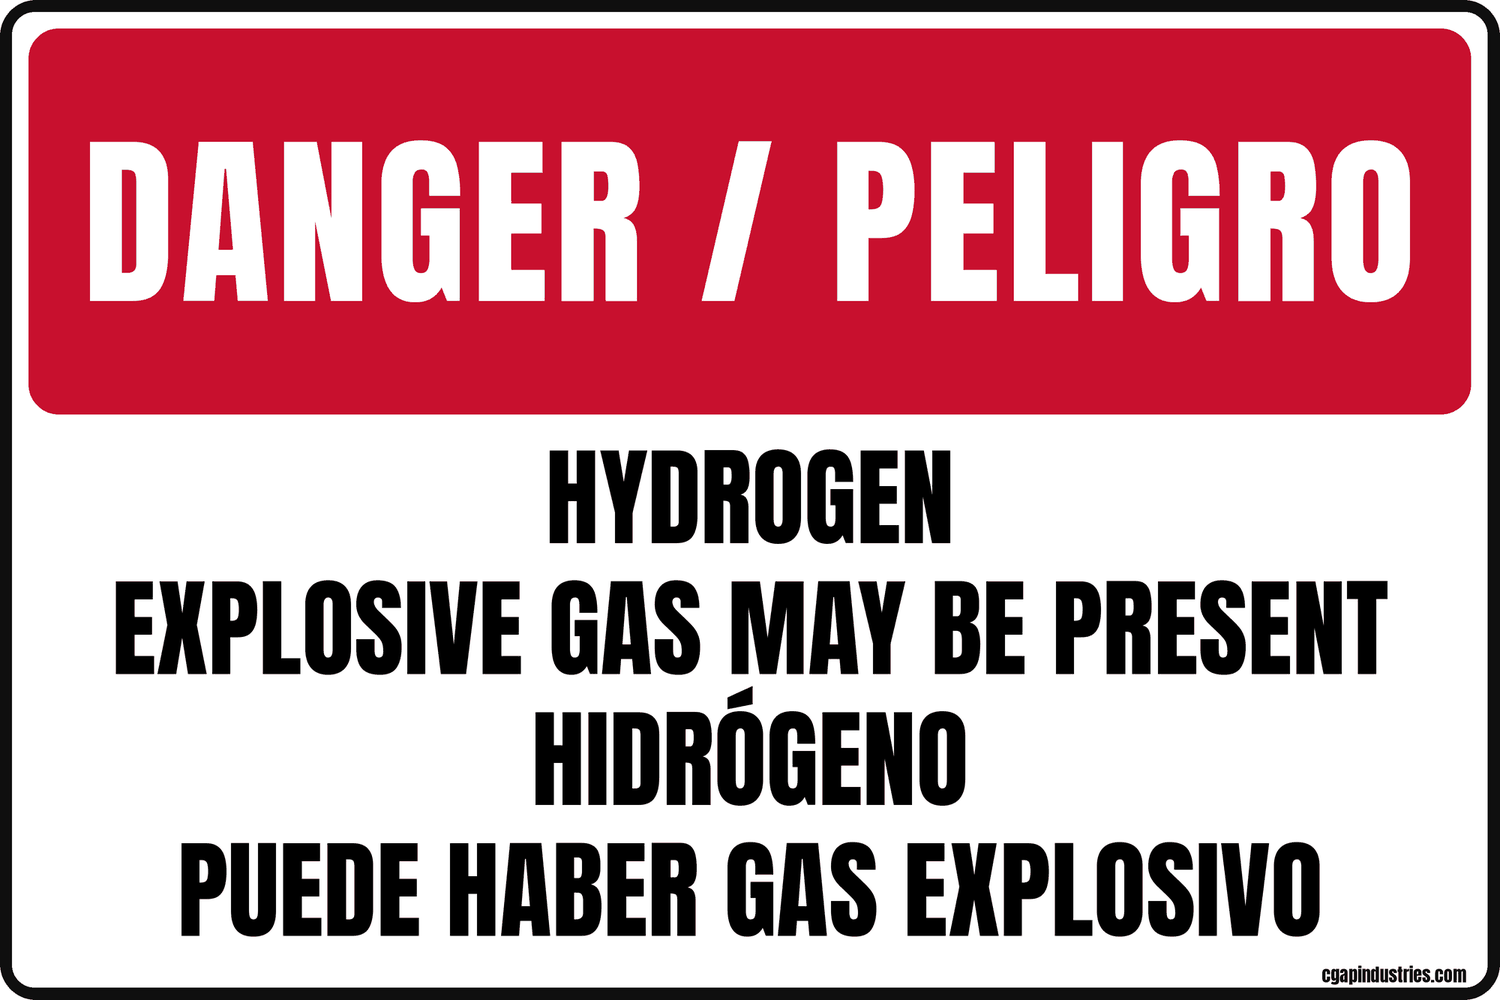 DANGER / PELIGRO
HYDROGEN
EXPLOSIVE GAS MAY BE PRESENT
HIDRÓGENO
PUEDE HABER GAS EXPLOSIVO
cgapindustries.com